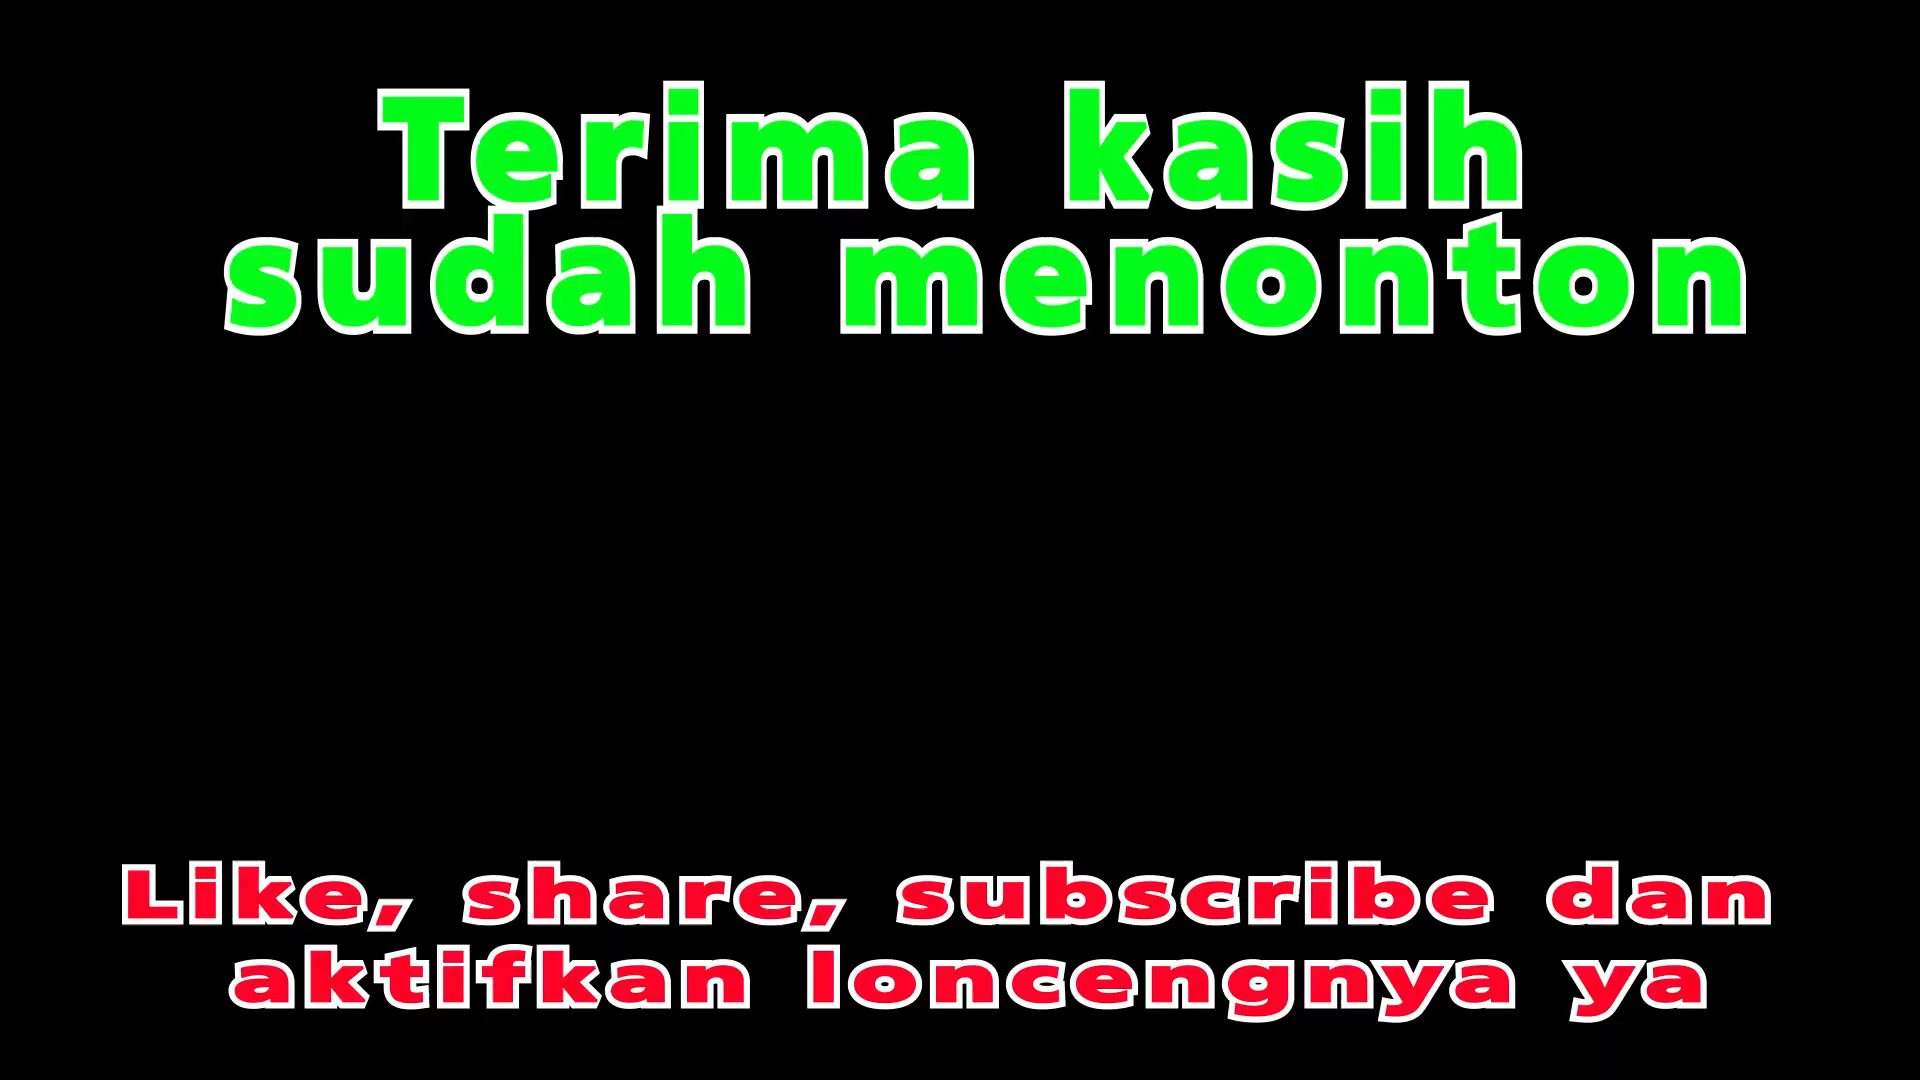 Terima kasih
sudah menonton
Like, share, subscribe dan
aktifkan loncengnya ya